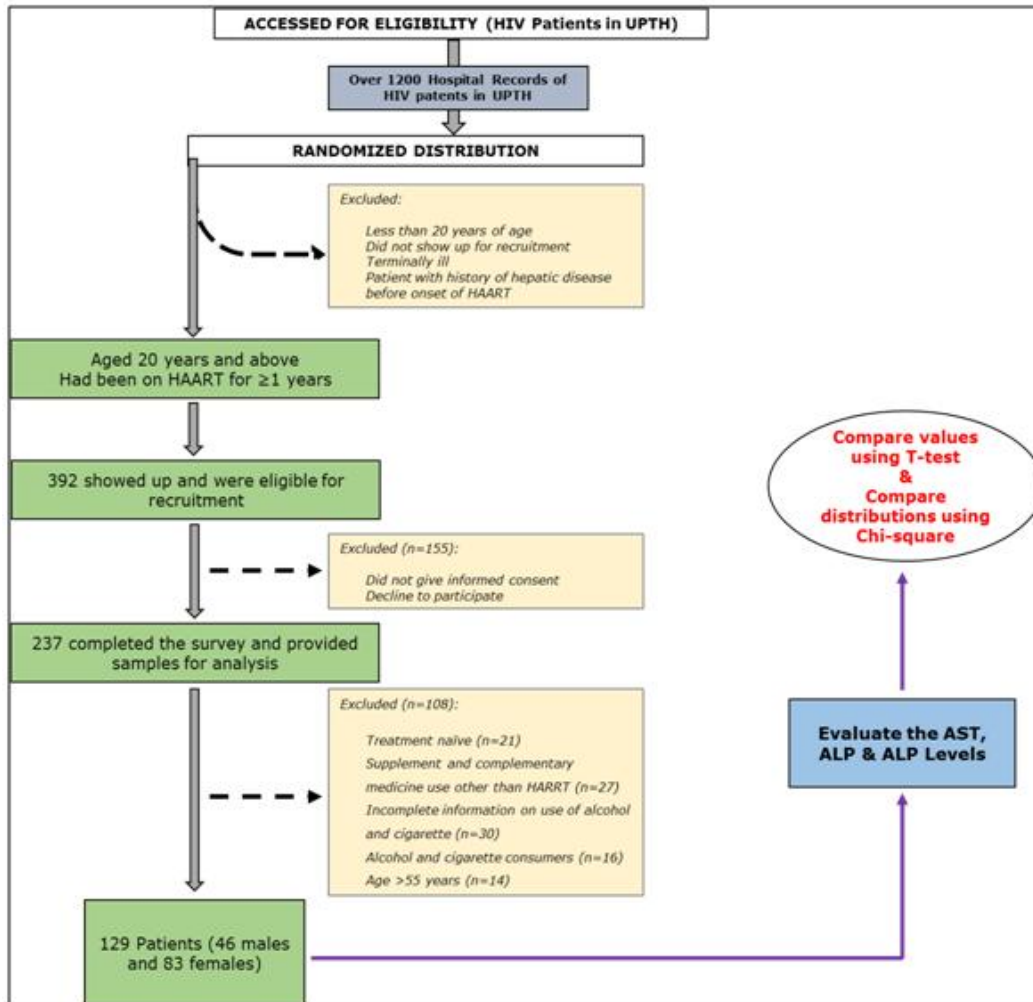 ACCESSED FOR ELIGIBILITY (HIV Patients in UPTH)
Over 1200 Hospital Records of
HIV patents in UPTH
RANDOMIZED DISTRIBUTION
Excluded:
Less than 20 years of age
Did not show up for recruitment
Terminally ill
Patient with history of hepatic disease
before onset of HAART
Aged 20 years and above
Had been on HAART for ≥1 years
392 showed up and were eligible for
recruitment
Excluded (n=155):
Did not give informed consent
Decline to participate
237 completed the survey and provided
samples for analysis
Excluded (n=108):
Treatment naïve (n=21)
Supplement and complementary
medicine use other than HARRT (n=27)
Incomplete information on use of alcohol
and cigarette (n=30)
Alcohol and cigarette consumers (n=16)
Age >55 years (n=14)
129 Patients (46 males
and 83 females)
Evaluate the AST,
ALP & ALP Levels
Compare values
using T-test
&
Compare
distributions using
Chi-square